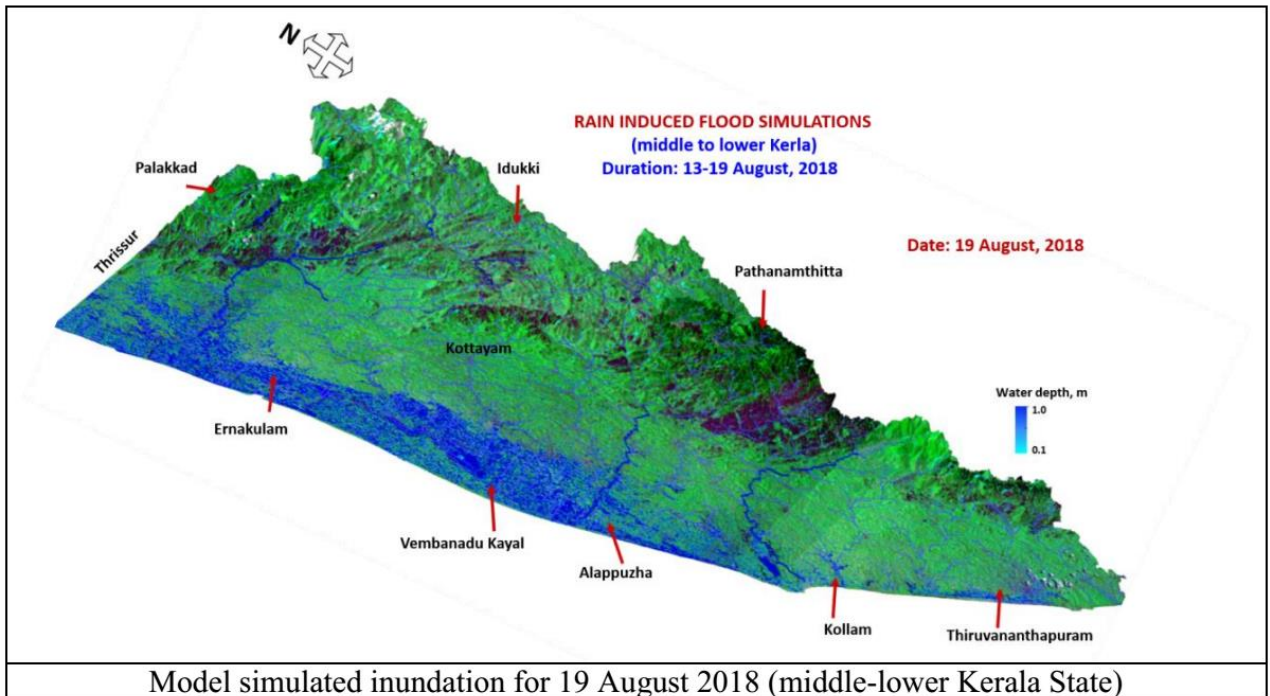 N
RAIN INDUCED FLOOD SIMULATIONS
(middle to lower Kerla)
Duration: 13-19 August, 2018
Palakkad
Idukki
Thrissur
Date: 19 August, 2018
Pathanamthitta
Kottayam
Water depth, m
1.0
0.1
Ernakulam
Vembanadu Kayal
Alappuzha
Kollam
Thiruvananthapuram
Model simulated inundation for 19 August 2018 (middle-lower Kerala State)